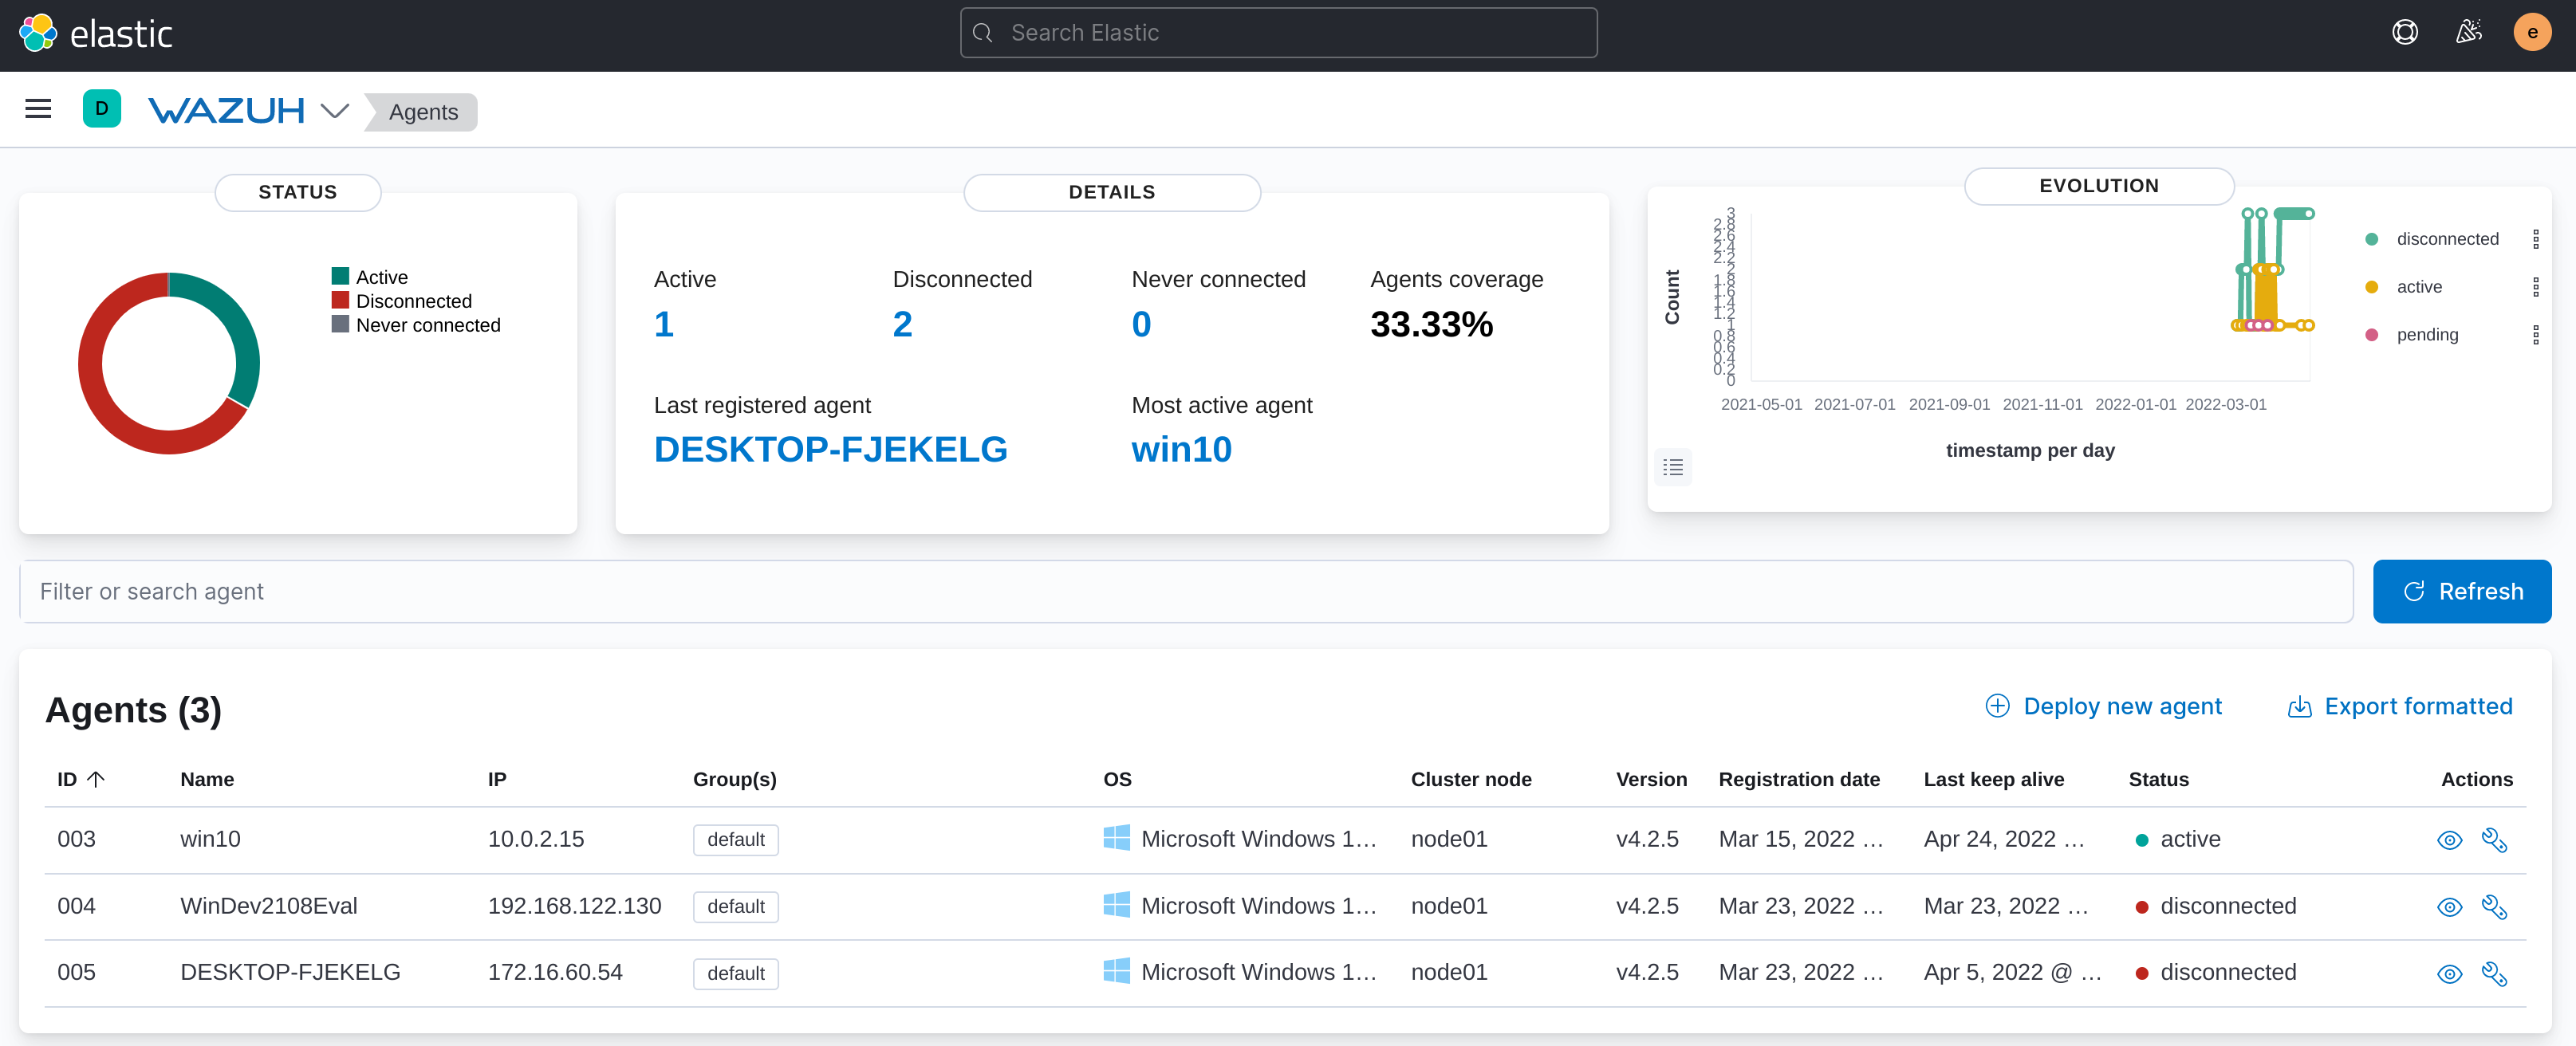 elastic
Search Elastic
e
D
WAZUH
Agents
STATUS
Active
Disconnected
Never connected
DETAILS
Active
1
Disconnected
2
Never connected
0
Agents coverage
33.33%
Last registered agent
DESKTOP-FJEKELG
Most active agent
win10
EVOLUTION
Count
3
2.8
2.6
2.4
2.2
2
1.8
1.6
1.4
1.2
1
0.8
0.6
0.4
0.2
0
2021-05-01 2021-07-01 2021-09-01 2021-11-01 2022-01-01 2022-03-01
timestamp per day
disconnected
active
pending
Filter or search agent
Refresh
Agents (3)
Deploy new agent
Export formatted
ID Name IP Group(s) OS Cluster node Version Registration date Last keep alive Status Actions
003 win10 10.0.2.15 default Microsoft Windows 1... node01 v4.2.5 Mar 15, 2022 ... Apr 24, 2022 ... active
004 WinDev2108Eval 192.168.122.130 default Microsoft Windows 1... node01 v4.2.5 Mar 23, 2022 ... Mar 23, 2022 ... disconnected
005 DESKTOP-FJEKELG 172.16.60.54 default Microsoft Windows 1... node01 v4.2.5 Mar 23, 2022 ... Apr 5, 2022 @ ... disconnected